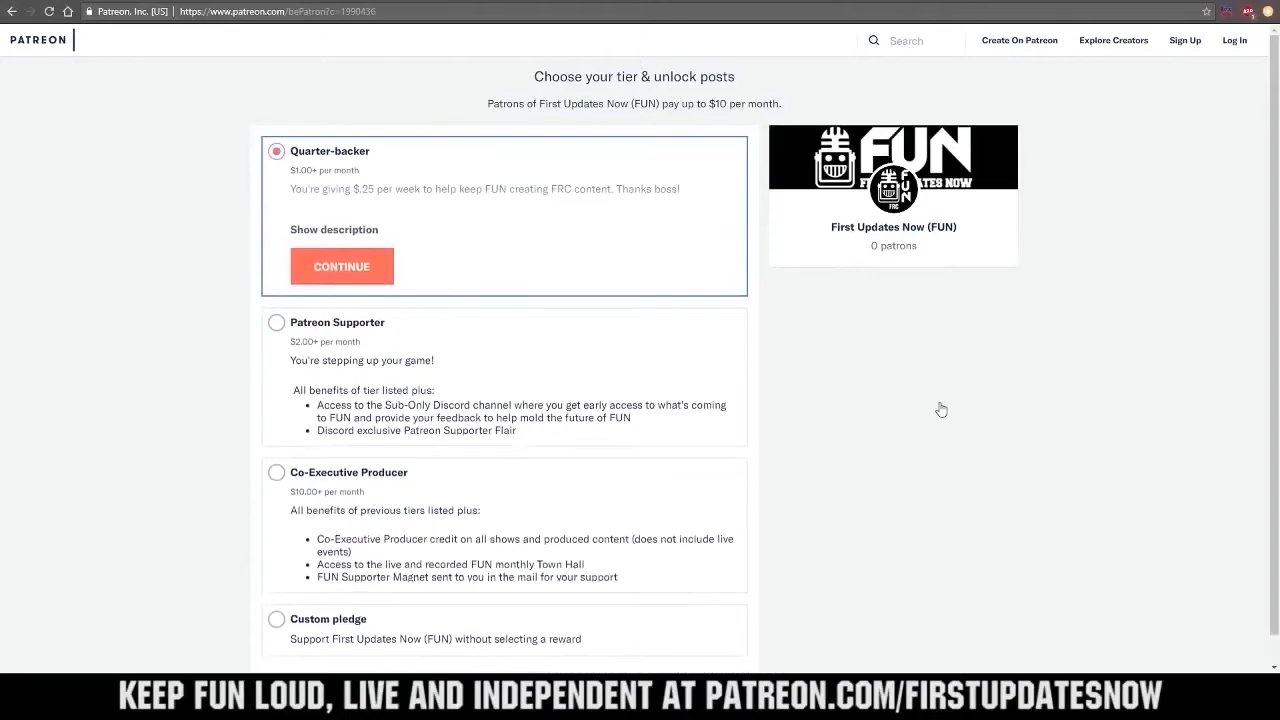 Patreon, Inc. [US] | https://www.patreon.com/bePatron?c=1990436
PATREON
Search
Create On Patreon
Explore Creators
Sign Up
Log In
Choose your tier & unlock posts
Patrons of First Updates Now (FUN) pay up to $10 per month.
Quarter-backer
$1.00+ per month
You're giving $.25 per week to help keep FUN creating FRC content. Thanks boss!
Show description
CONTINUE
FUN
FUN
FRC
First Updates Now (FUN)
0 patrons
Patreon Supporter
$2.00+ per month
You're stepping up your game!
All benefits of tier listed plus:
• Access to the Sub-Only Discord channel where you get early access to what's coming
to FUN and provide your feedback to help mold the future of FUN
• Discord exclusive Patreon Supporter Flair
Co-Executive Producer
$10.00+ per month
All benefits of previous tiers listed plus:
• Co-Executive Producer credit on all shows and produced content (does not include live
events)
• Access to the live and recorded FUN monthly Town Hall
• FUN Supporter Magnet sent to you in the mail for your support
Custom pledge
Support First Updates Now (FUN) without selecting a reward
KEEP FUN LOUD, LIVE AND INDEPENDENT AT PATREON.COM/FIRSTUPDATESNOW